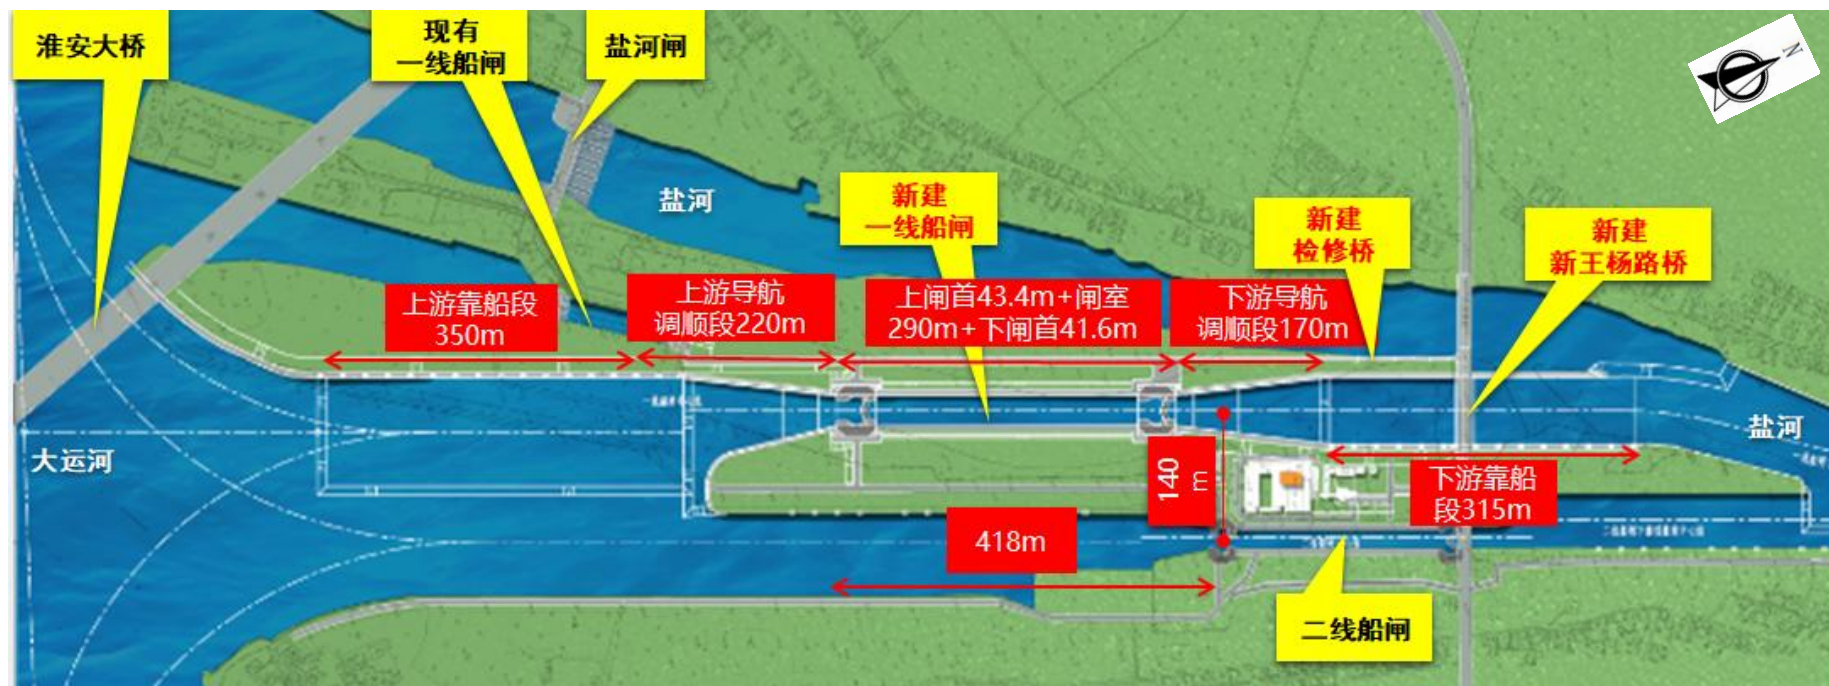 淮安大桥
现有
一线船闸
盐河闸
N
盐河
新建
一线船闸
新建
检修桥
新建
新王杨路桥
上游靠船段
350m
上游导航
调顺段220m
上闸首43.4m+闸室
290m+下闸首41.6m
下游导航
调顺段170m
大运河
盐河
140
m
下游靠船
段315m
418m
二线船闸